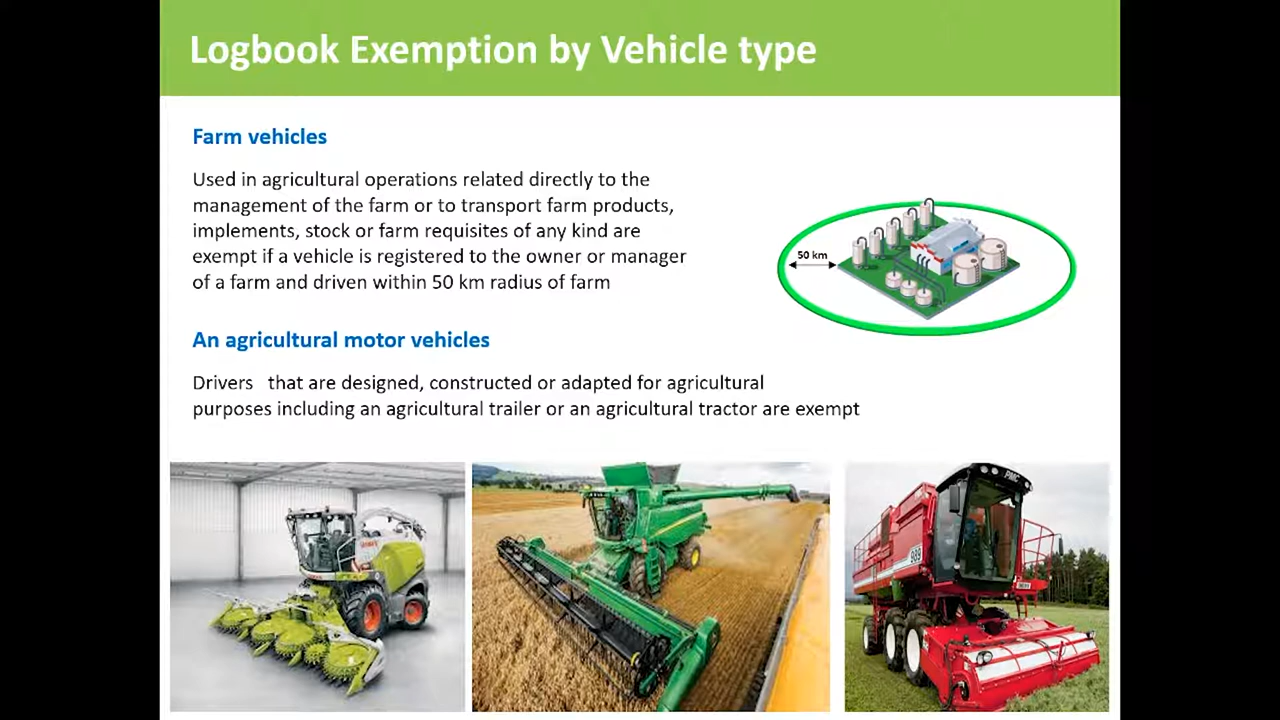 Logbook Exemption by Vehicle type
Farm vehicles
Used in agricultural operations related directly to the
management of the farm or to transport farm products,
implements, stock or farm requisites of any kind are
exempt if a vehicle is registered to the owner or manager
of a farm and driven within 50 km radius of farm
50 km
An agricultural motor vehicles
Drivers that are designed, constructed or adapted for agricultural
purposes including an agricultural trailer or an agricultural tractor are exempt
PMC
989